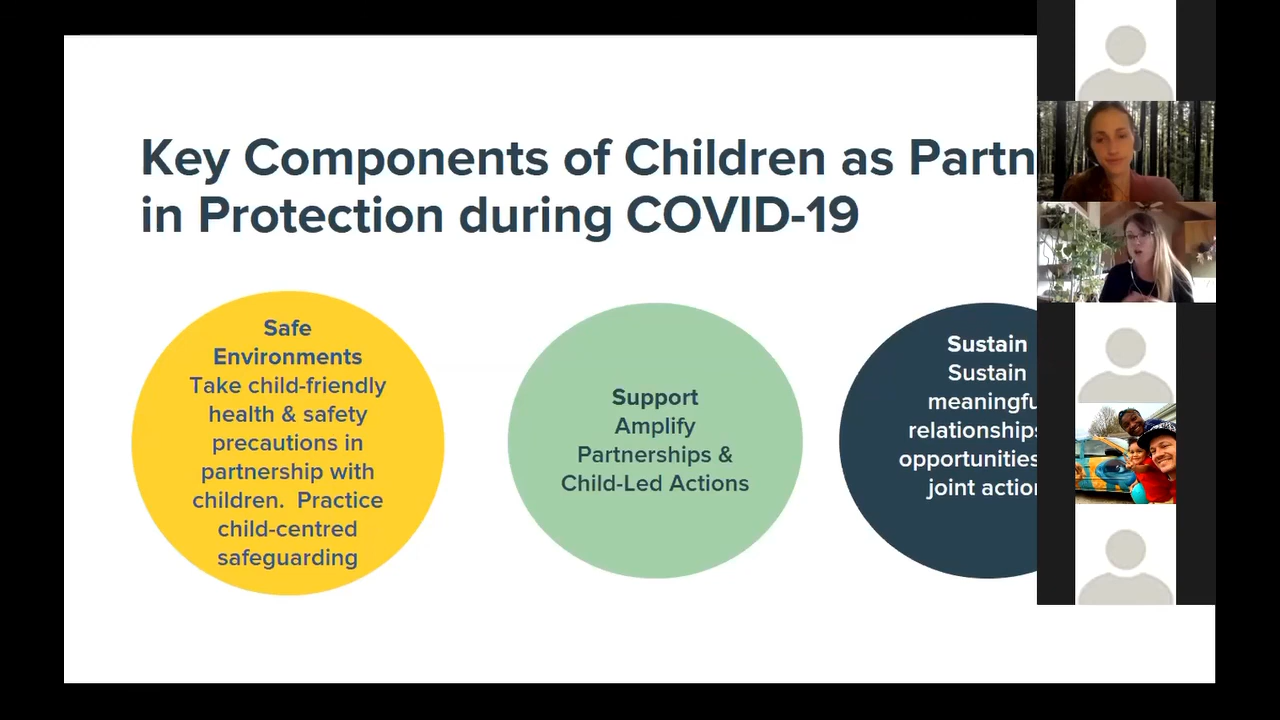 Key Components of Children as Partn
in Protection during COVID-19
Safe
Environments
Take child-friendly
health & safety
precautions in
partnership with
children. Practice
child-centred
safeguarding
Support
Amplify
Partnerships &
Child-Led Actions
Sustain
Sustain
meaningfu
relationships
opportunities
joint action